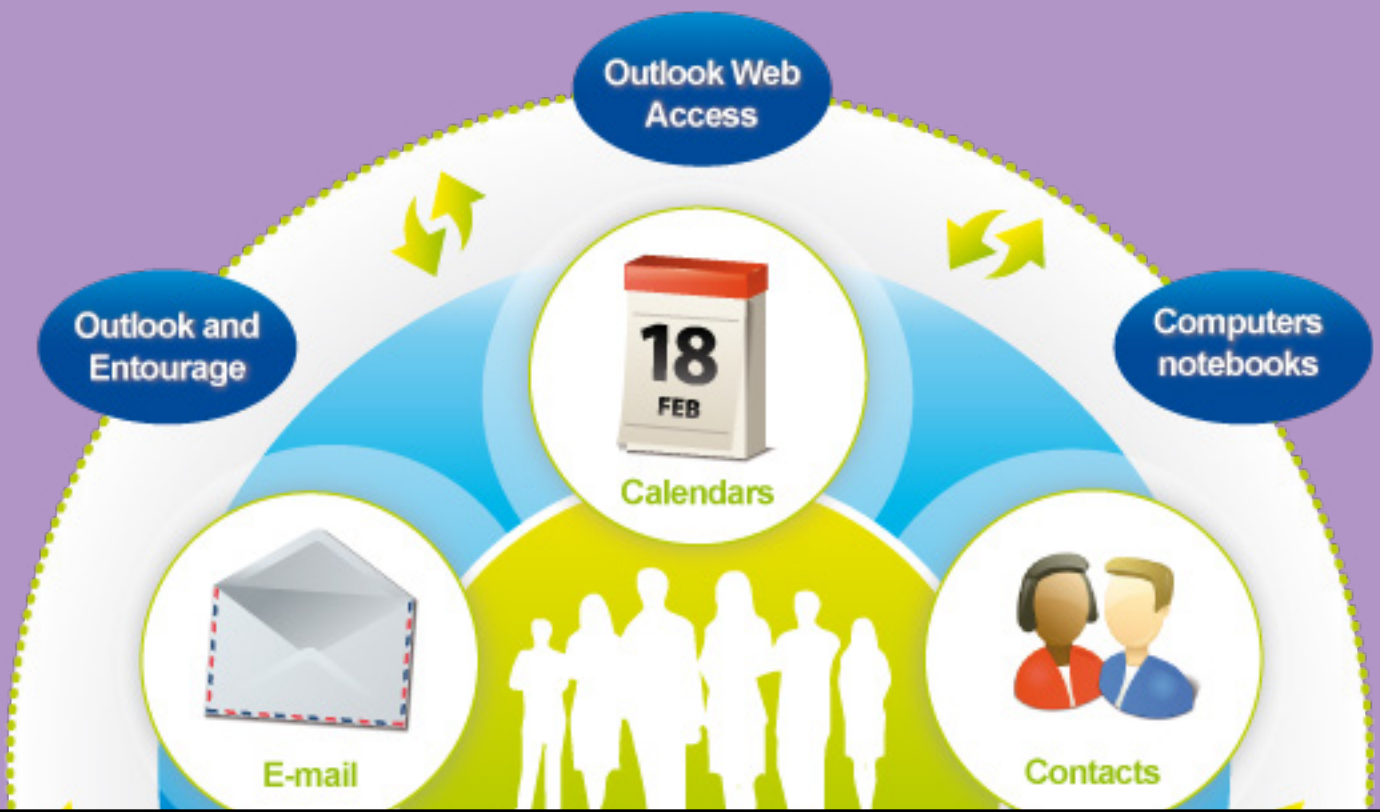 Outlook Web
Access
Outlook and
Entourage
Computers
notebooks
18
FEB
Calendars
E-mail
Contacts